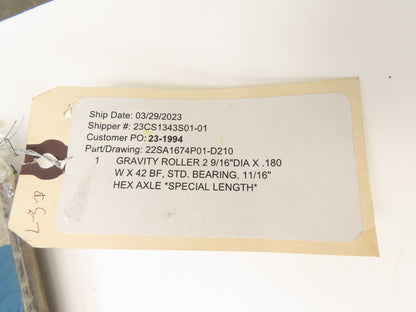 Ship Date: 03/29/2023
Shipper #: 23CS1343S01-01
Customer PO: 23-1994
Part/Drawing: 22SA1674P01-D210
1 GRAVITY ROLLER 2 9/16"DIA X .180
W X 42 BF, STD. BEARING, 11/16"
HEX AXLE *SPECIAL LENGTH*